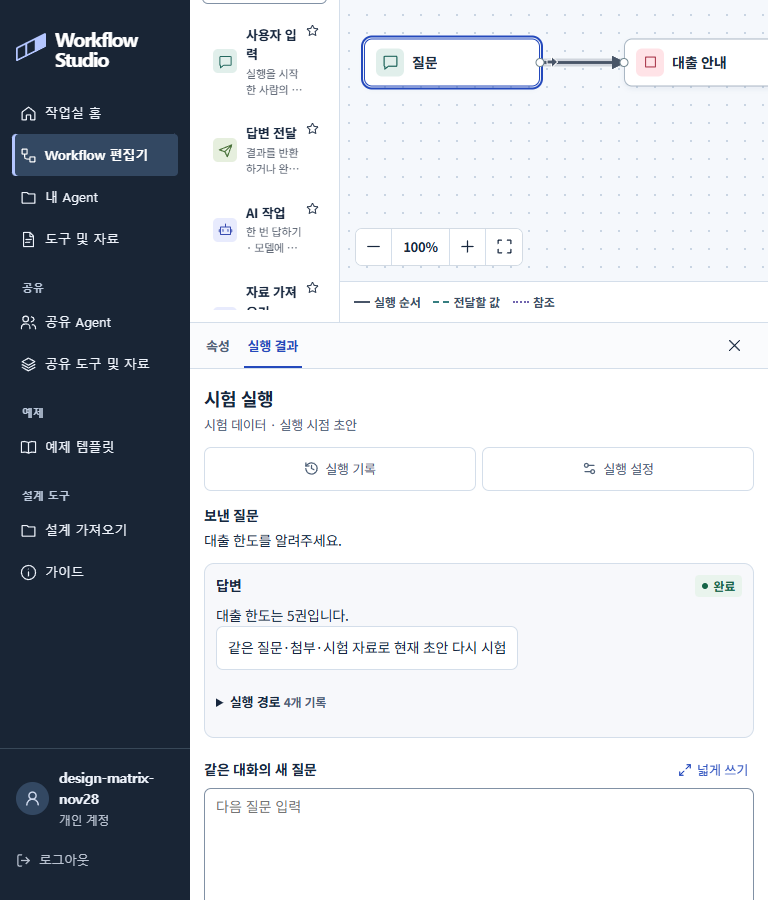 Workflow
Studio
작업실 홈
Workflow 편집기
내 Agent
도구 및 자료
공유
공유 Agent
공유 도구 및 자료
예제
예제 템플릿
설계 도구
설계 가져오기
가이드
design-matrix-
nov28
개인 계정
로그아웃
사용자 입
력
실행을 시작
한 사람의 …
답변 전달
결과를 반환
하거나 완…
AI 작업
한 번 답하기
· 모델에 …
자료 가져
질문
대출 안내
100%
실행 순서
전달할 값
참조
속성
실행 결과
시험 실행
시험 데이터 · 실행 시점 초안
실행 기록
실행 설정
보낸 질문
대출 한도를 알려주세요.
답변
완료
대출 한도는 5권입니다.
같은 질문·첨부·시험 자료로 현재 초안 다시 시험
▶ 실행 경로 4개 기록
같은 대화의 새 질문
넓게 쓰기
다음 질문 입력